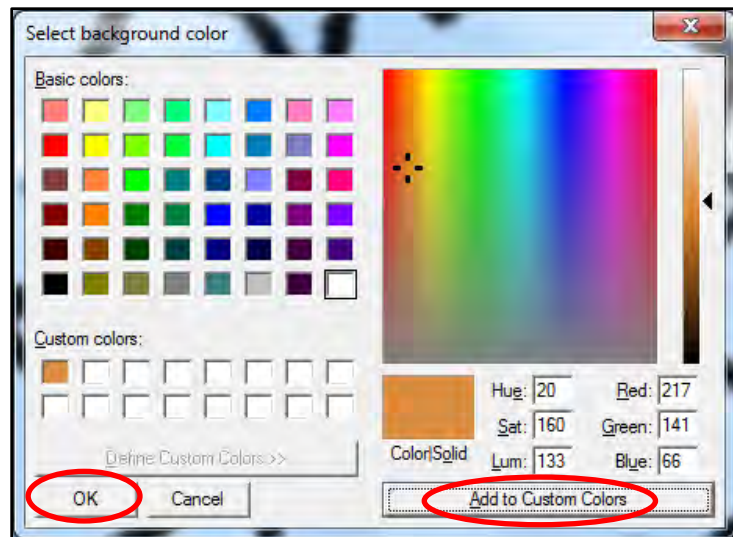 Select background color
x
Basic colors:
Custom colors:
Define Custom Colors >>
OK
Cancel
Color|Solid
Hue: 20
Sat: 160
Lum: 133
Red: 217
Green: 141
Blue: 66
Add to Custom Colors